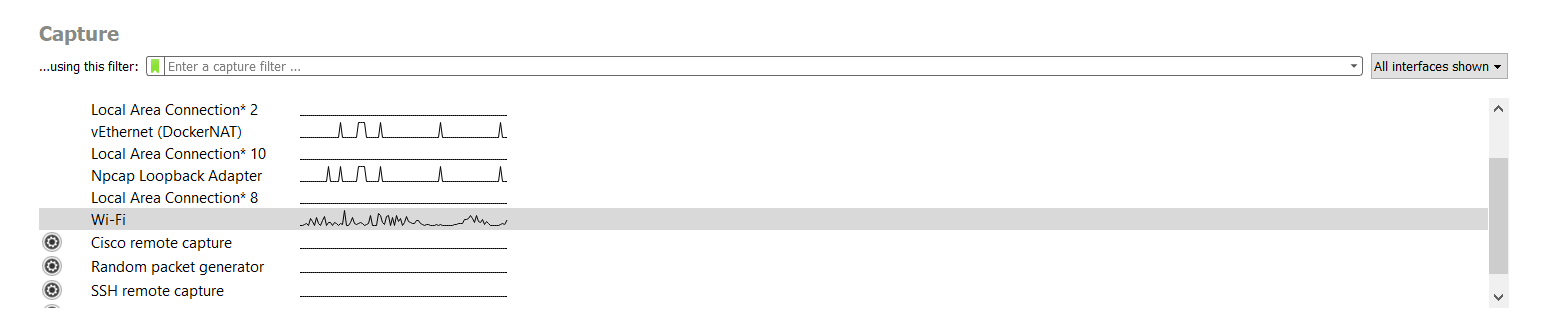 Capture
...using this filter: Enter a capture filter ... All interfaces shown
Local Area Connection* 2
vEthernet (DockerNAT)
Local Area Connection* 10
Npcap Loopback Adapter
Local Area Connection* 8
Wi-Fi
Cisco remote capture
Random packet generator
SSH remote capture